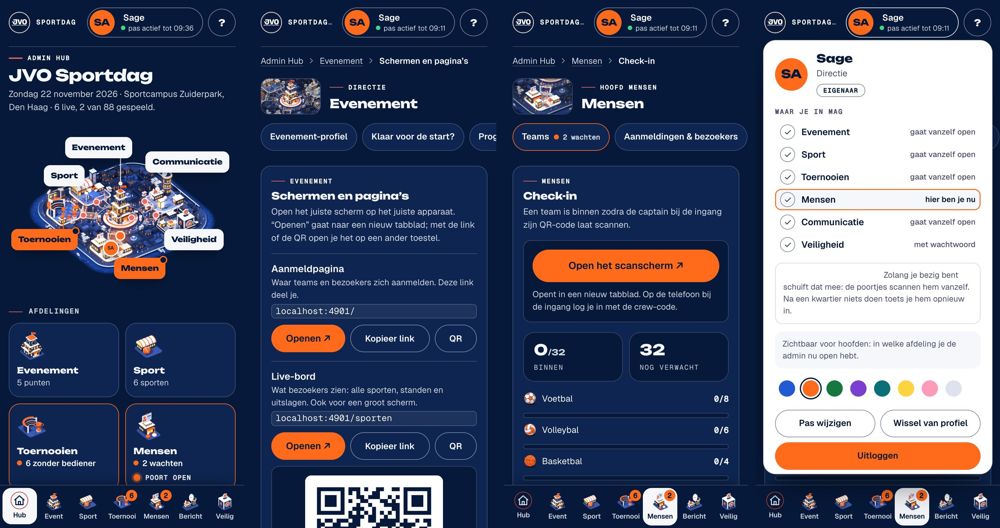 JVO SPORTDAG…
SA
Sage
pas actief tot 09:36
?
ADMIN HUB
JVO Sportdag
Zondag 22 november 2026 · Sportcampus Zuiderpark,
Den Haag · 6 live, 2 van 88 gespeeld.
Evenement
Communicatie
Sport
Toernooien
Veiligheid
SA
Mensen
AFDELINGEN
Evenement
5 punten
Sport
6 sporten
Toernooien
6 zonder bediener
Mensen
2 wachten
POORT OPEN
Hub
Event
Sport
6
Toernooi
2
Mensen
Bericht
Veilig
JVO SPORTDAG…
SA
Sage
pas actief tot 09:11
?
Admin Hub > Evenement > Schermen en pagina's
DIRECTIE
Evenement
Evenement-profiel
Klaar voor de start?
Prog
EVENEMENT
Schermen en pagina's
Open het juiste scherm op het juiste apparaat.
“Openen” gaat naar een nieuw tabblad; met de link
of de QR open je het op een ander toestel.
Aanmeldpagina
Waar teams en bezoekers zich aanmelden. Deze link
deel je.
localhost:4901/
Openen ↗
Kopieer link
QR
Live-bord
Wat bezoekers zien: alle sporten, standen en
uitslagen. Ook voor een groot scherm.
localhost:4901/sporten
Openen ↗
Kopieer link
QR
Hub
Event
Sport
6
Toernooi
2
Mensen
Bericht
Veilig
JVO SPORTDAG…
SA
Sage
pas actief tot 09:11
?
Admin Hub > Mensen > Check-in
HOOFD MENSEN
Mensen
Teams
2 wachten
Aanmeldingen & bezoekers
MENSEN
Check-in
Een team is binnen zodra de captain bij de ingang
zijn QR-code laat scannen.
Open het scanscherm ↗
Opent in een nieuw tabblad. Op de telefoon bij
de ingang log je in met de crew-code.
0/32
BINNEN
32
NOG VERWACHT
Voetbal
0/8
Volleybal
0/6
Basketbal
0/4
Hub
Event
Sport
6
Toernooi
2
Mensen
Bericht
Veilig
JVO SPORTDAG…
SA
Sage
pas actief tot 09:11
?
SA
Sage
Directie
EIGENAAR
WAAR JE IN MAG
Evenement
gaat vanzelf open
Sport
gaat vanzelf open
Toernooien
gaat vanzelf open
Mensen
hier ben je nu
Communicatie
gaat vanzelf open
Veiligheid
met wachtwoord
Zolang je bezig bent
schuift dat mee: de poortjes scannen hem vanzelf.
Na een kwartier niets doen toets je hem opnieuw
in.
Zichtbaar voor hoofden: in welke afdeling je de
admin nu open hebt.
Pas wijzigen
Wissel van profiel
Uitloggen
Hub
Event
Sport
6
Toernooi
2
Mensen
Bericht
Veilig